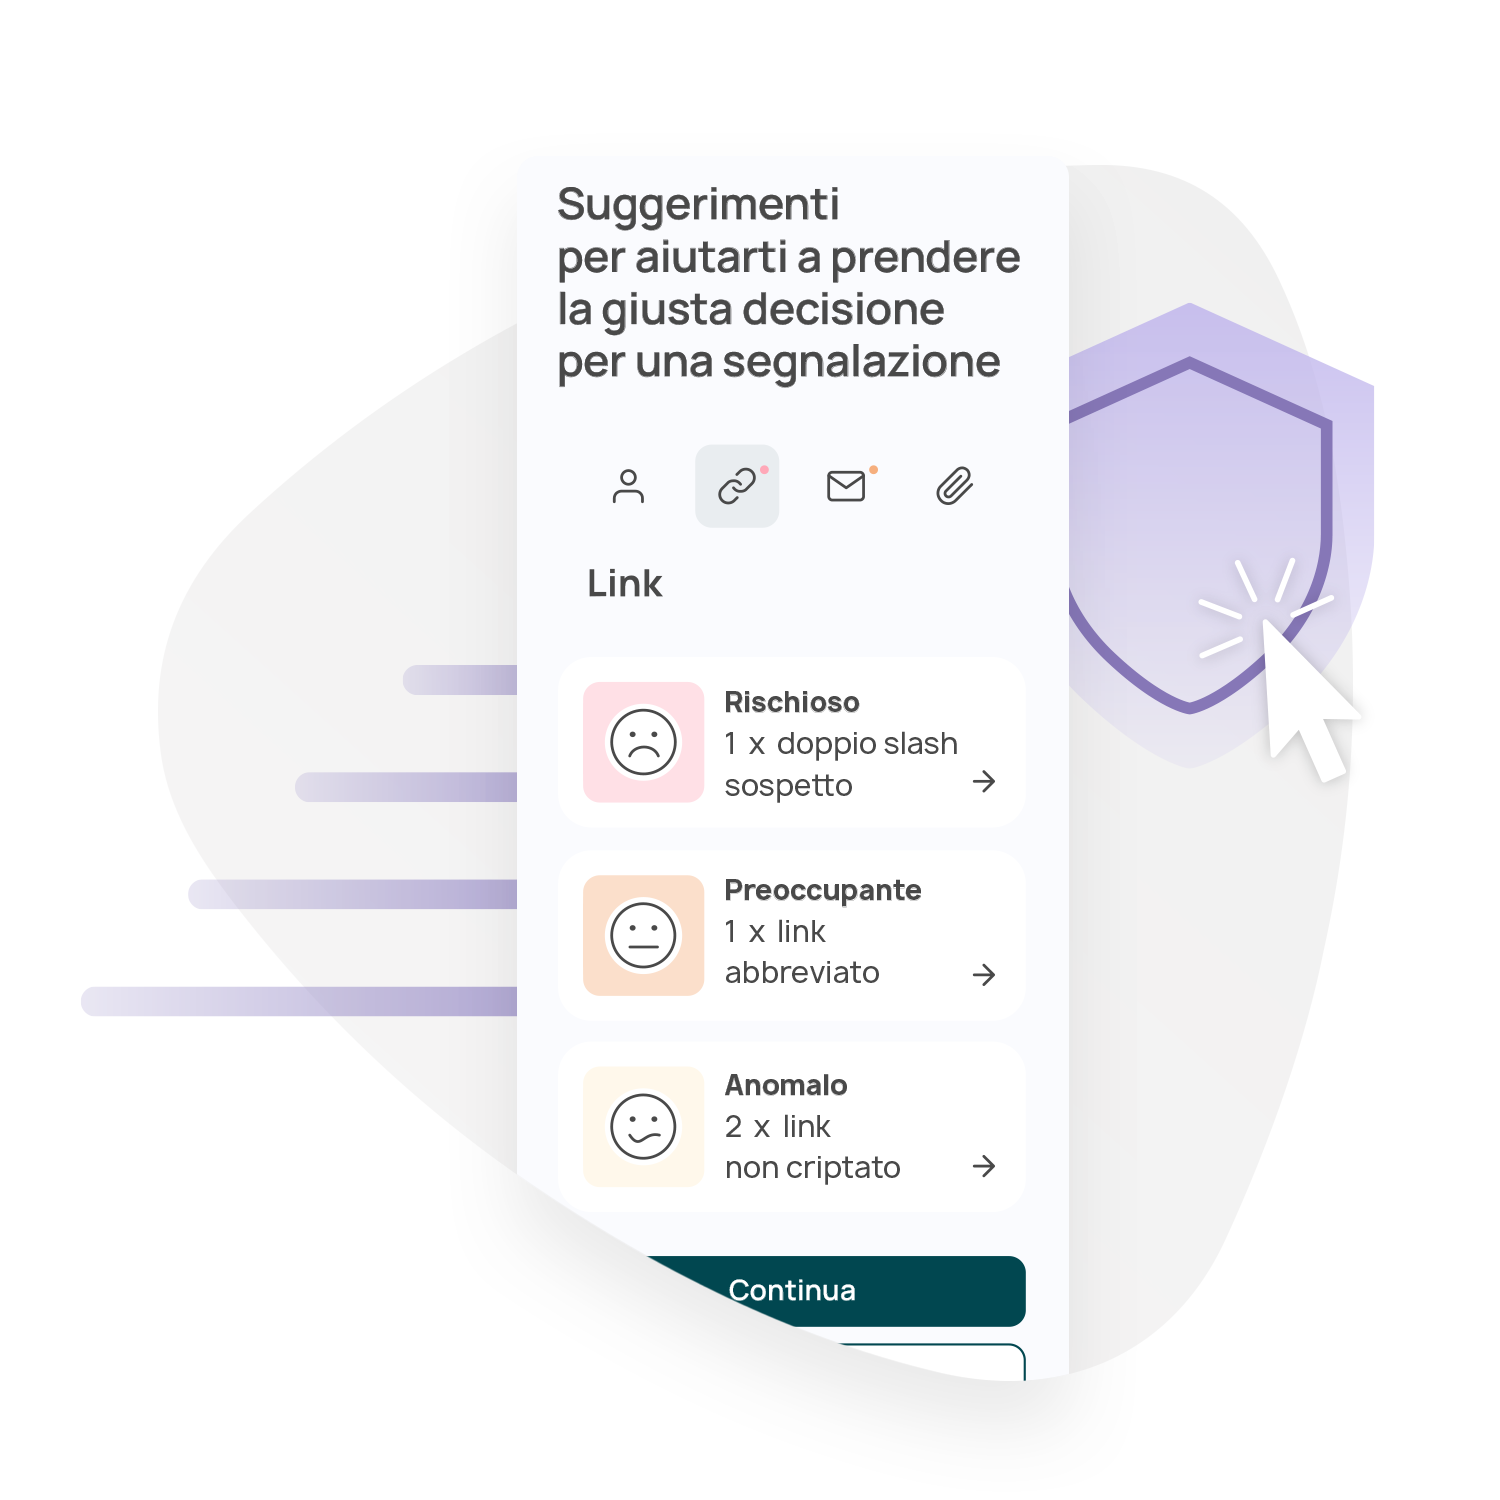 Suggerimenti
per aiutarti a prendere
la giusta decisione
per una segnalazione
Link
Rischioso
1 x doppio slash
sospetto
Preoccupante
1 x link
abbreviato
Anomalo
2 x link
non criptato
Continua